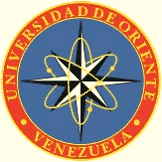 UNIVERSIDAD DE ORIENTE
· VENEZUELA ·